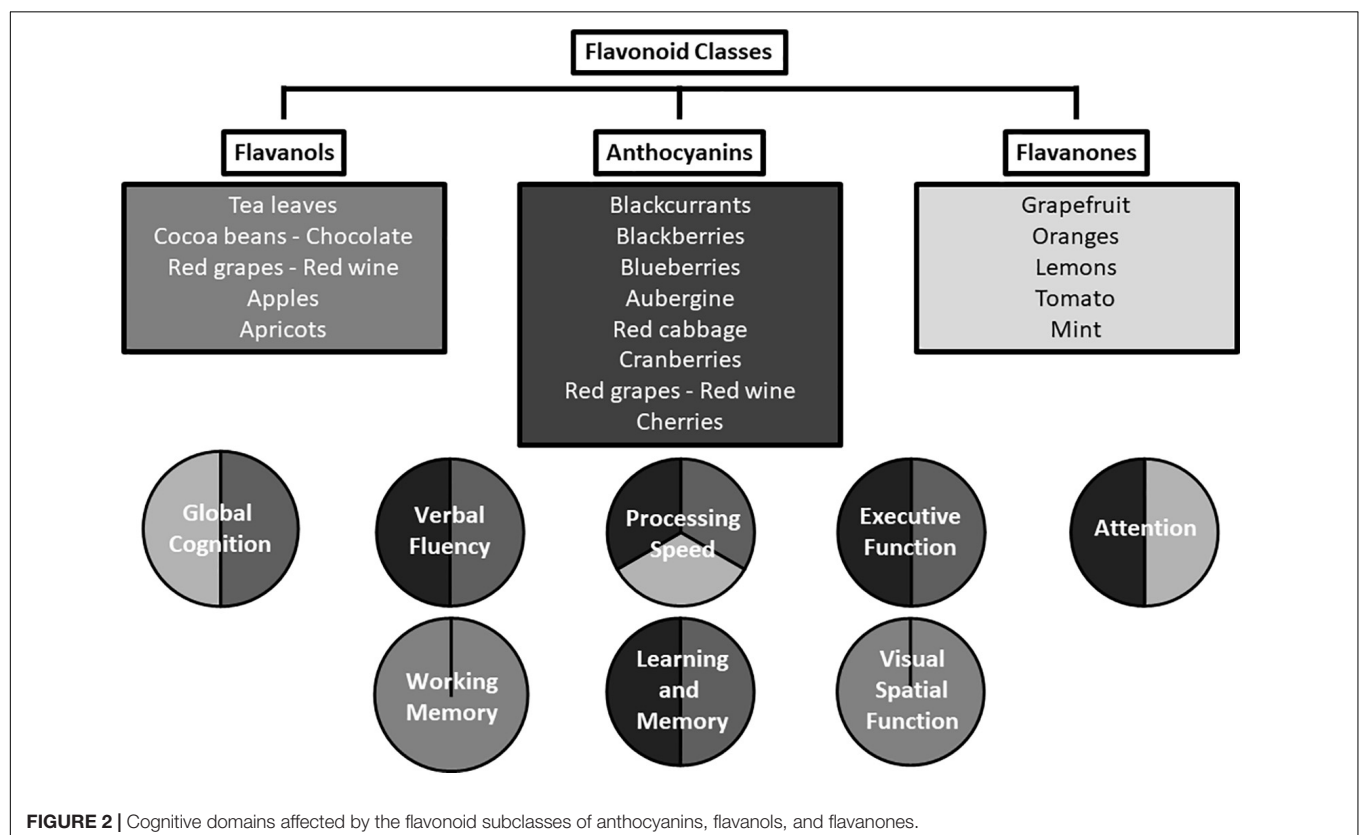 Flavonoid Classes
Flavanols
Anthocyanins
Flavanones
Tea leaves
Cocoa beans - Chocolate
Red grapes - Red wine
Apples
Apricots
Blackcurrants
Blackberries
Blueberries
Aubergine
Red cabbage
Cranberries
Red grapes - Red wine
Cherries
Grapefruit
Oranges
Lemons
Tomato
Mint
Global
Cognition
Verbal
Fluency
Processing
Speed
Executive
Function
Attention
Working
Memory
Learning
and
Memory
Visual
Spatial
Function
FIGURE 2 | Cognitive domains affected by the flavonoid subclasses of anthocyanins, flavanols, and flavanones.